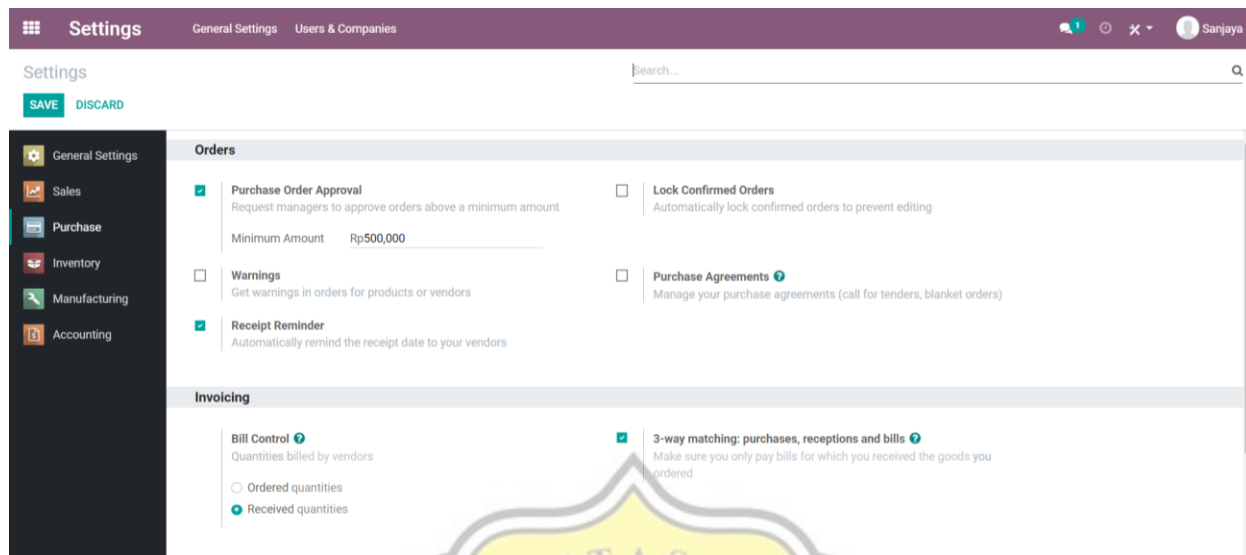 Settings General Settings Users & Companies 1 Sanjaya
Settings Search...
SAVE DISCARD
General Settings
Sales
Purchase
Inventory
Manufacturing
Accounting
Orders
Purchase Order Approval
Request managers to approve orders above a minimum amount
Minimum Amount Rp500,000
Lock Confirmed Orders
Automatically lock confirmed orders to prevent editing
Warnings
Get warnings in orders for products or vendors
Purchase Agreements ?
Manage your purchase agreements (call for tenders, blanket orders)
Receipt Reminder
Automatically remind the receipt date to your vendors
Invoicing
Bill Control ?
Quantities billed by vendors
Ordered quantities
Received quantities
3-way matching: purchases, receptions and bills ?
Make sure you only pay bills for which you received the goods you
ordered